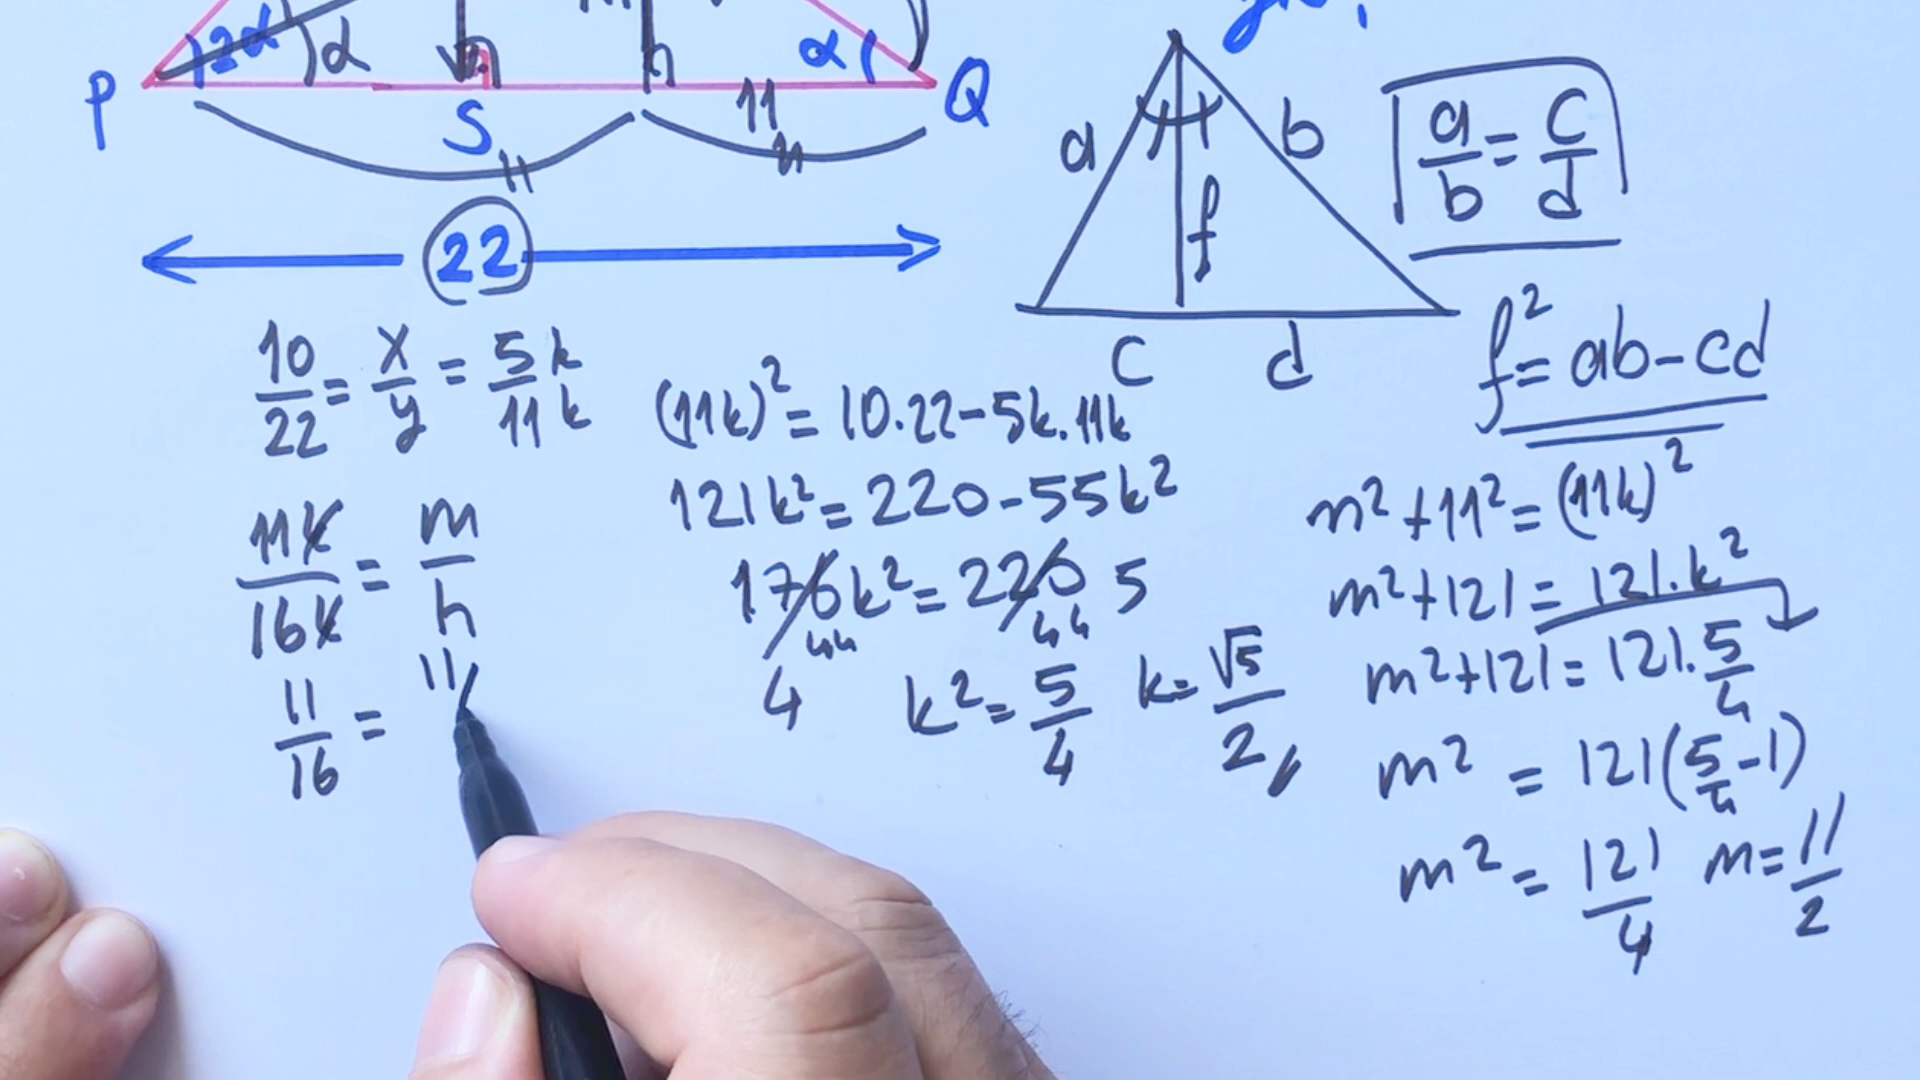 P 2α α S 11 α Q
11 11
22
a b f c d
a/b = c/d
f² = ab - cd
10/22 = x/y = 5k/11k
11k/16k = m/h
11/16 = 11/
(11k)² = 10.22 - 5k.11k
121k² = 220 - 55k²
176k² = 220 5
44 44
4 k² = 5/4 k = √5/2
m² + 11² = (11k)²
m² + 121 = 121.k²
m² + 121 = 121.5/4
m² = 121(5/4 - 1)
m² = 121/4 m = 11/2